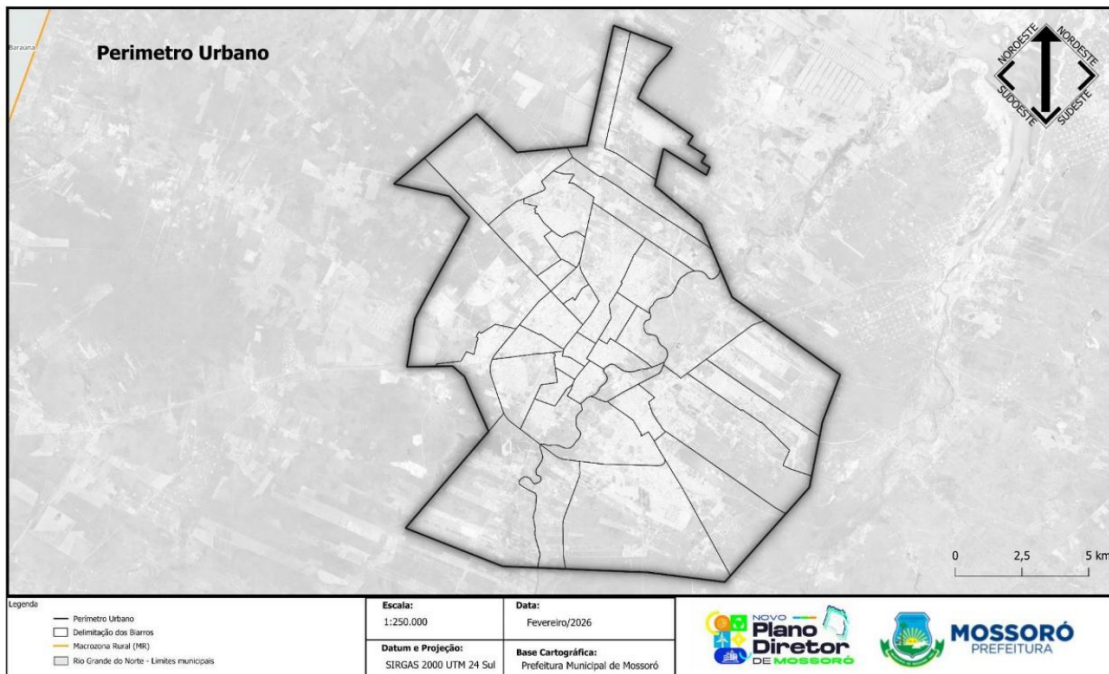 Baraúna
Perimetro Urbano
NOROESTE
NORDESTE
SUDOESTE
SUDESTE
0 2,5 5 km
Legenda
Perímetro Urbano
Delimitação dos Biarros
Macrozona Rural (MR)
Rio Grande do Norte - Limites municipais
Escala:
1:250.000
Data:
Fevereiro/2026
Datum e Projeção:
SIRGAS 2000 UTM 24 Sul
Base Cartográfica:
Prefeitura Municipal de Mossoró
NOVO
Plano
Diretor
DE MOSSORÓ
MOSSORÓ
PREFEITURA